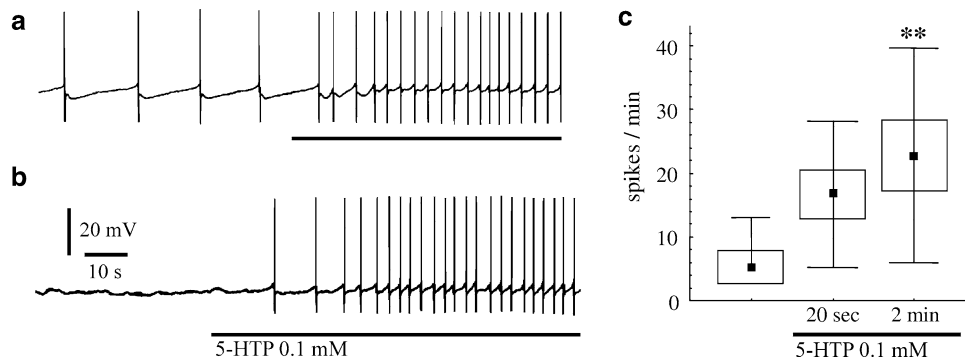 a
b
20 mV
10 s
5-HTP 0.1 mM
c
spikes / min
40
30
20
10
0
**
20 sec 2 min
5-HTP 0.1 mM